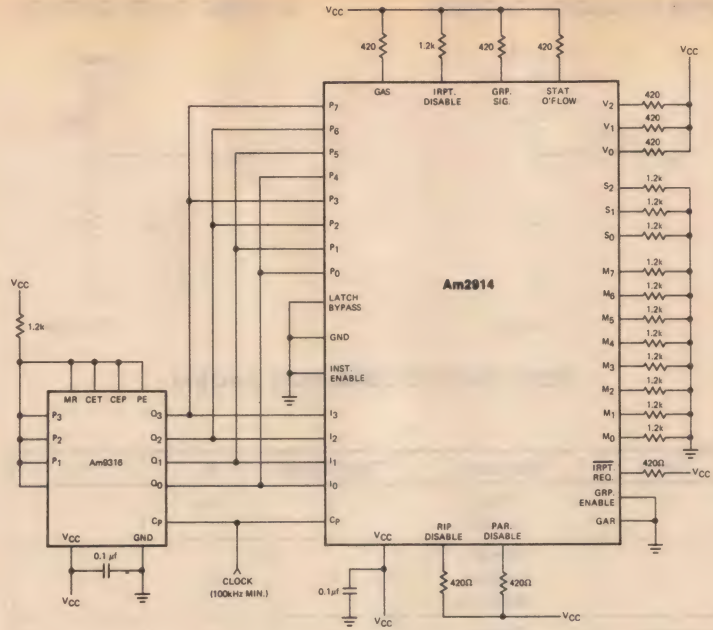 VCC
420
1.2k
420
420
GAS
IRPT. DISABLE
GRP. SIG.
STAT O'FLOW
VCC
P7
P6
P5
P4
P3
P2
P1
P0
LATCH BYPASS
GND
INST. ENABLE
I3
I2
I1
I0
CP
Am2914
V2
420
V1
420
V0
420
S2
1.2k
S1
1.2k
S0
1.2k
M7
1.2k
M6
1.2k
M5
1.2k
M4
1.2k
M3
1.2k
M2
1.2k
M1
1.2k
M0
1.2k
IRPT. REQ.
420Ω
VCC
GRP. ENABLE
GAR
VCC
RIP DISABLE
PAR. DISABLE
0.1µf
VCC
420Ω
420Ω
VCC
VCC
1.2k
MR
CET
CEP
PE
P3
P2
P1
Am9316
Q3
Q2
Q1
Q0
CP
VCC
GND
0.1 µf
VCC
CLOCK
(100kHz MIN.)